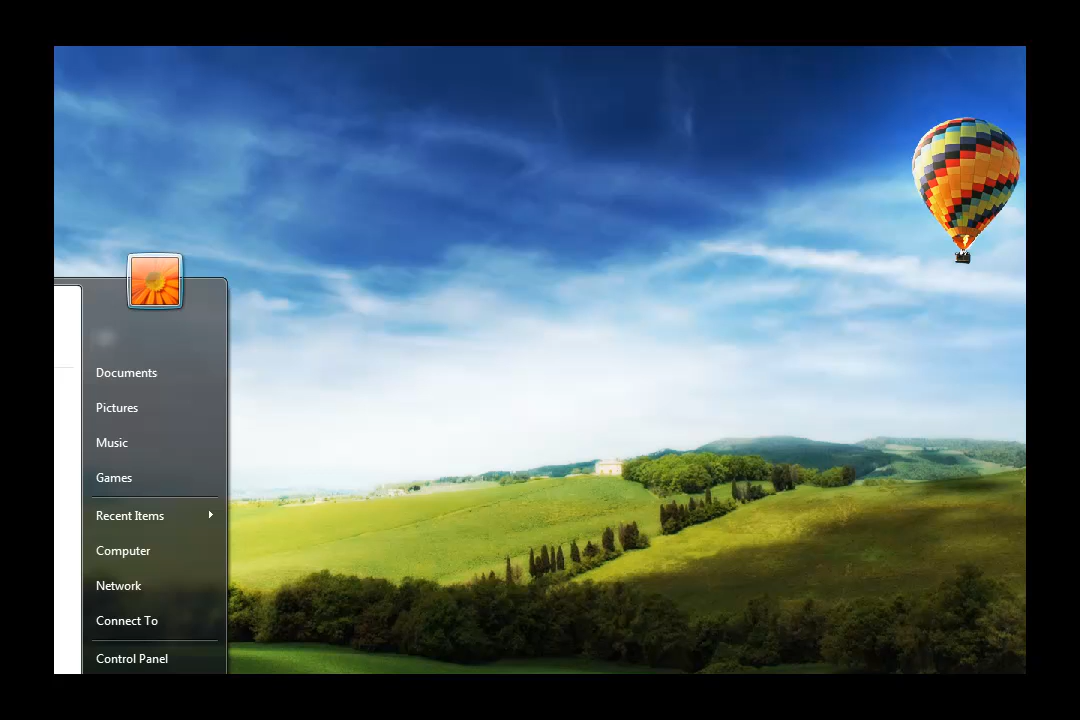 Documents
Pictures
Music
Games
Recent Items
Computer
Network
Connect To
Control Panel